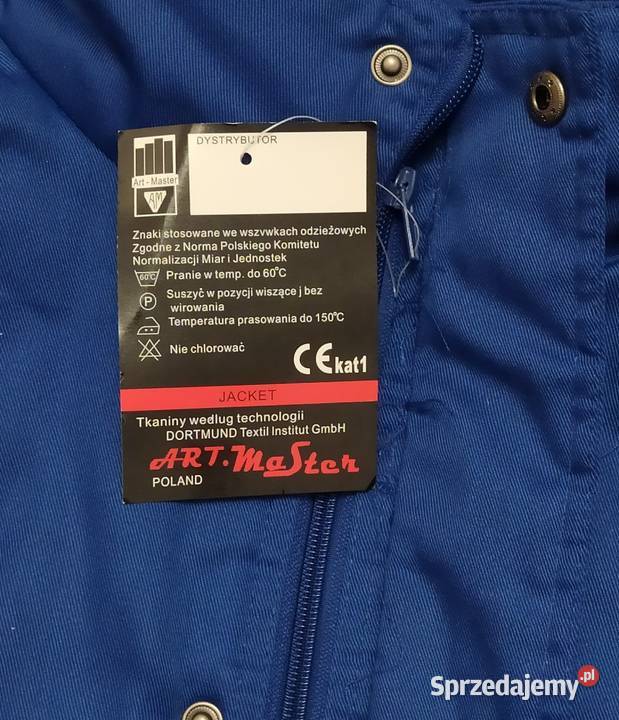 DYSTRYBUTOR
Art - Master
AM
Znaki stosowane we wszvwkach odzieżowych
Zgodne z Norma Polskiego Komitetu
Normalizacji Miar i Jednostek
60°C Pranie w temp. do 60°C
P Suszyć w pozycji wiszące j bez
wirowania
Temperatura prasowania do 150°C
Nie chlorować
CE kat1
JACKET
Tkaniny wedlug technologii
DORTMUND Textil Institut GmbH
ART.MaSter
POLAND
Sprzedajemy.pl